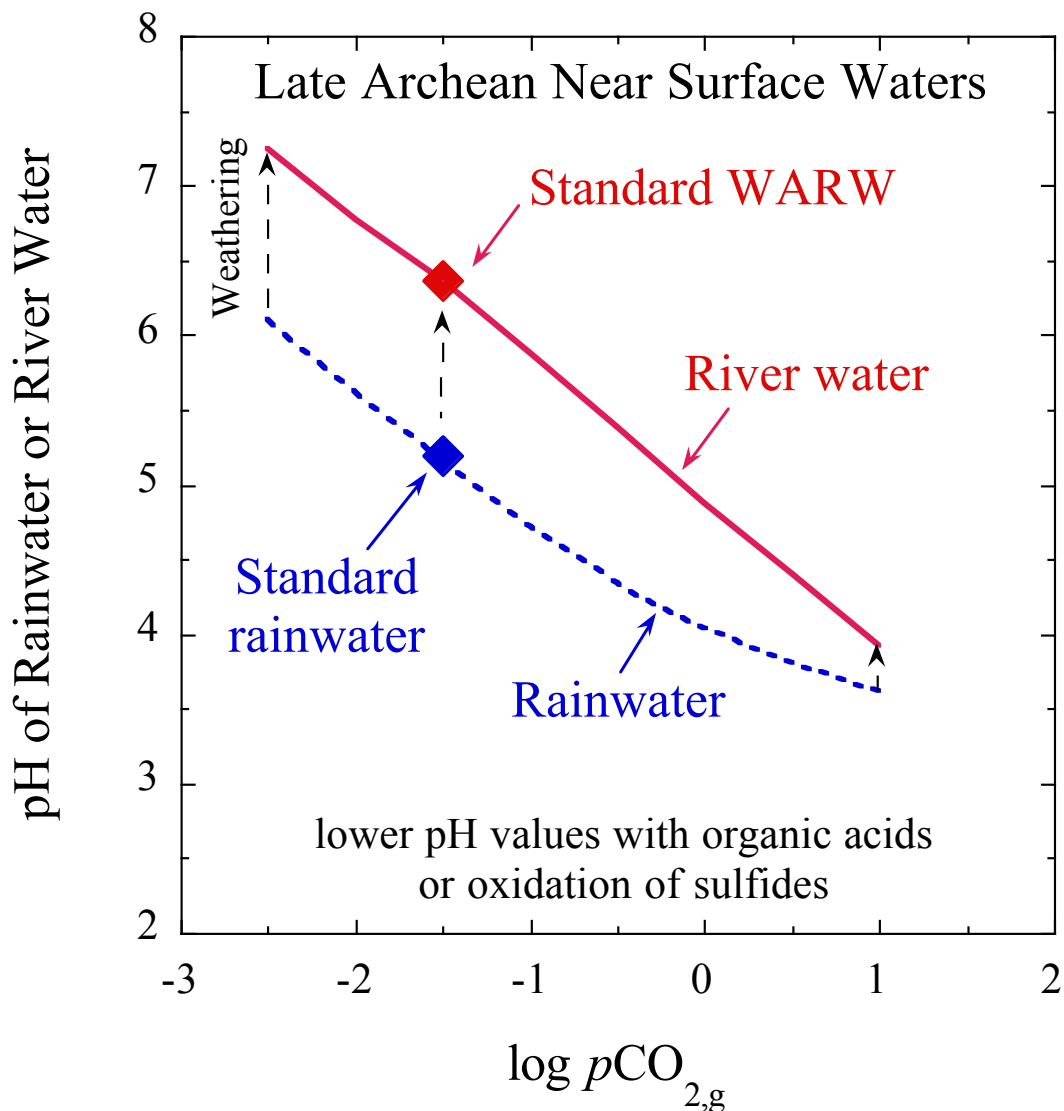 Late Archean Near Surface Waters
pH of Rainwater or River Water
8
7
6
5
4
3
2
Weathering
Standard WARW
River water
Standard
rainwater
Rainwater
lower pH values with organic acids
or oxidation of sulfides
-3
-2
-1
0
1
2
log pCO2,g